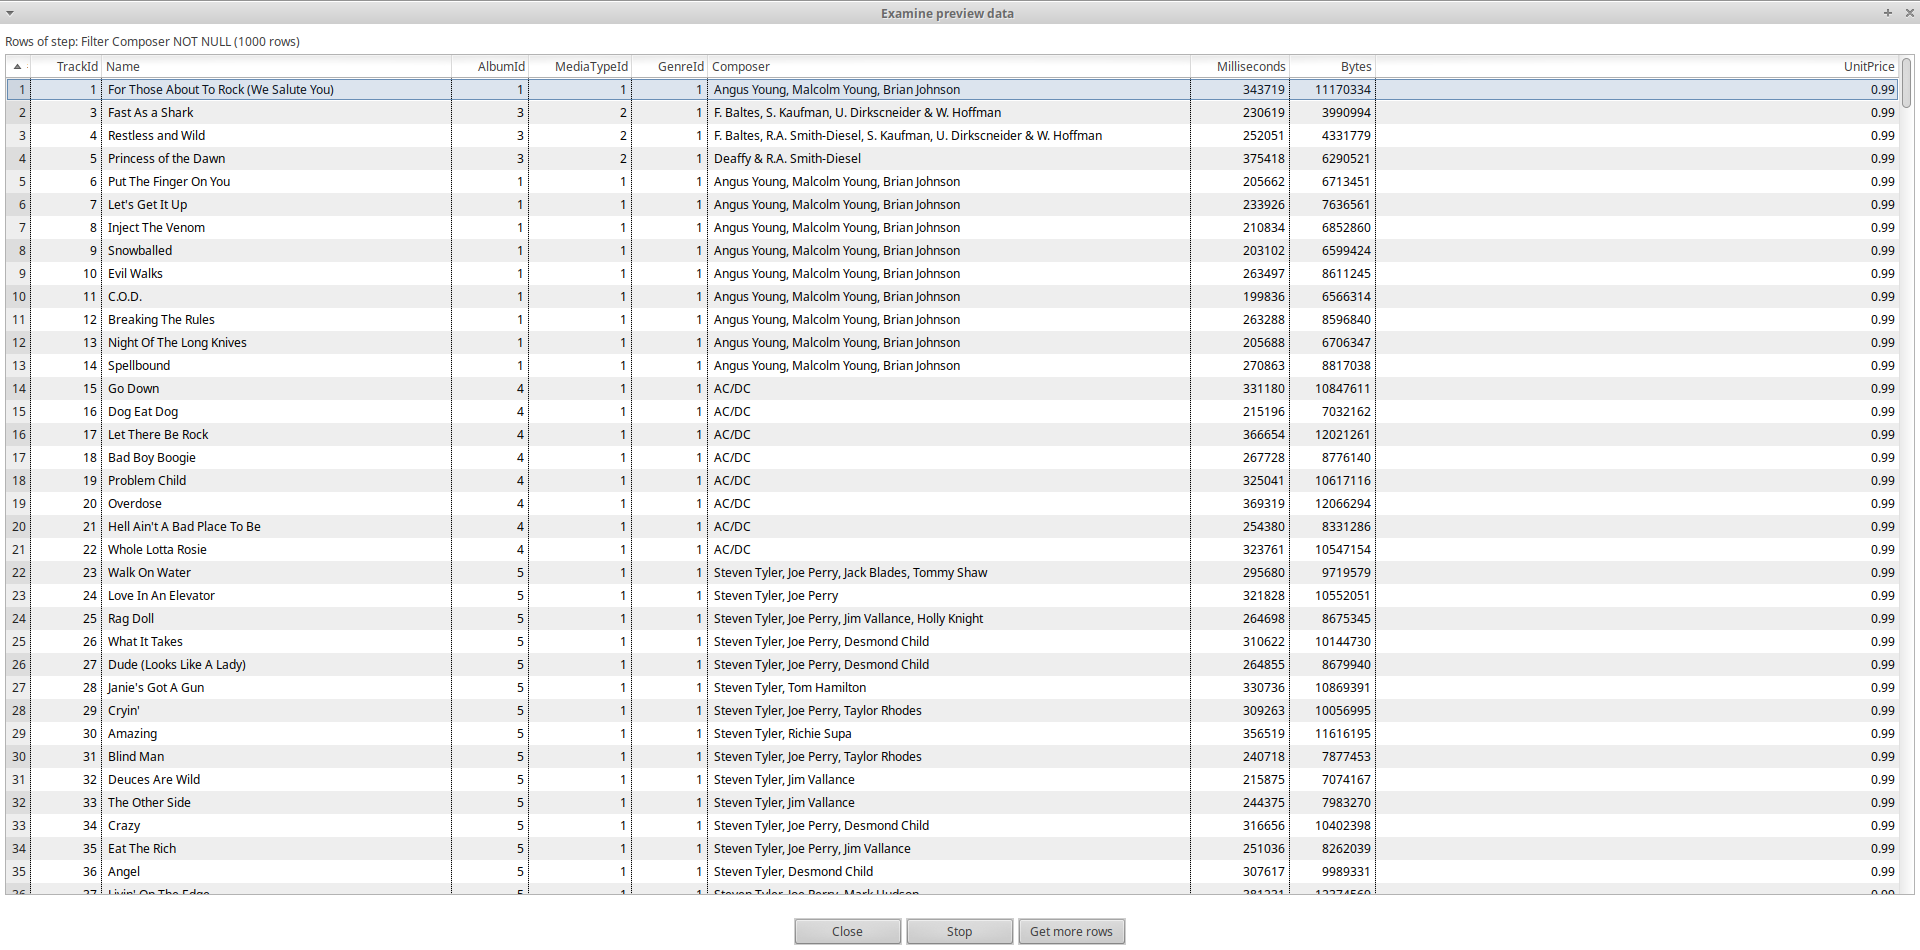 Examine preview data
Rows of step: Filter Composer NOT NULL (1000 rows)
TrackId Name AlbumId MediaTypeId GenreId Composer Milliseconds Bytes UnitPrice
1 1 For Those About To Rock (We Salute You) 1 1 1 Angus Young, Malcolm Young, Brian Johnson 343719 11170334 0.99
2 3 Fast As a Shark 3 2 1 F. Baltes, S. Kaufman, U. Dirkscneider & W. Hoffman 230619 3990994 0.99
3 4 Restless and Wild 3 2 1 F. Baltes, R.A. Smith-Diesel, S. Kaufman, U. Dirkscneider & W. Hoffman 252051 4331779 0.99
4 5 Princess of the Dawn 3 2 1 Deaffy & R.A. Smith-Diesel 375418 6290521 0.99
5 6 Put The Finger On You 1 1 1 Angus Young, Malcolm Young, Brian Johnson 205662 6713451 0.99
6 7 Let's Get It Up 1 1 1 Angus Young, Malcolm Young, Brian Johnson 233926 7636561 0.99
7 8 Inject The Venom 1 1 1 Angus Young, Malcolm Young, Brian Johnson 210834 6852860 0.99
8 9 Snowballed 1 1 1 Angus Young, Malcolm Young, Brian Johnson 203102 6599424 0.99
9 10 Evil Walks 1 1 1 Angus Young, Malcolm Young, Brian Johnson 263497 8611245 0.99
10 11 C.O.D. 1 1 1 Angus Young, Malcolm Young, Brian Johnson 199836 6566314 0.99
11 12 Breaking The Rules 1 1 1 Angus Young, Malcolm Young, Brian Johnson 263288 8596840 0.99
12 13 Night Of The Long Knives 1 1 1 Angus Young, Malcolm Young, Brian Johnson 205688 6706347 0.99
13 14 Spellbound 1 1 1 Angus Young, Malcolm Young, Brian Johnson 270863 8817038 0.99
14 15 Go Down 4 1 1 AC/DC 331180 10847611 0.99
15 16 Dog Eat Dog 4 1 1 AC/DC 215196 7032162 0.99
16 17 Let There Be Rock 4 1 1 AC/DC 366654 12021261 0.99
17 18 Bad Boy Boogie 4 1 1 AC/DC 267728 8776140 0.99
18 19 Problem Child 4 1 1 AC/DC 325041 10617116 0.99
19 20 Overdose 4 1 1 AC/DC 369319 12066294 0.99
20 21 Hell Ain't A Bad Place To Be 4 1 1 AC/DC 254380 8331286 0.99
21 22 Whole Lotta Rosie 4 1 1 AC/DC 323761 10547154 0.99
22 23 Walk On Water 5 1 1 Steven Tyler, Joe Perry, Jack Blades, Tommy Shaw 295680 9719579 0.99
23 24 Love In An Elevator 5 1 1 Steven Tyler, Joe Perry 321828 10552051 0.99
24 25 Rag Doll 5 1 1 Steven Tyler, Joe Perry, Jim Vallance, Holly Knight 264698 8675345 0.99
25 26 What It Takes 5 1 1 Steven Tyler, Joe Perry, Desmond Child 310622 10144730 0.99
26 27 Dude (Looks Like A Lady) 5 1 1 Steven Tyler, Joe Perry, Desmond Child 264855 8679940 0.99
27 28 Janie's Got A Gun 5 1 1 Steven Tyler, Tom Hamilton 330736 10869391 0.99
28 29 Cryin' 5 1 1 Steven Tyler, Joe Perry, Taylor Rhodes 309263 10056995 0.99
29 30 Amazing 5 1 1 Steven Tyler, Richie Supa 356519 11616195 0.99
30 31 Blind Man 5 1 1 Steven Tyler, Joe Perry, Taylor Rhodes 240718 7877453 0.99
31 32 Deuces Are Wild 5 1 1 Steven Tyler, Jim Vallance 215875 7074167 0.99
32 33 The Other Side 5 1 1 Steven Tyler, Jim Vallance 244375 7983270 0.99
33 34 Crazy 5 1 1 Steven Tyler, Joe Perry, Desmond Child 316656 10402398 0.99
34 35 Eat The Rich 5 1 1 Steven Tyler, Joe Perry, Jim Vallance 251036 8262039 0.99
35 36 Angel 5 1 1 Steven Tyler, Desmond Child 307617 9989331 0.99
36 37 Livin' On The Edge 5 1 1 Steven Tyler, Joe Perry, Mark Hudson 381231 12374569 0.99
Close Stop Get more rows